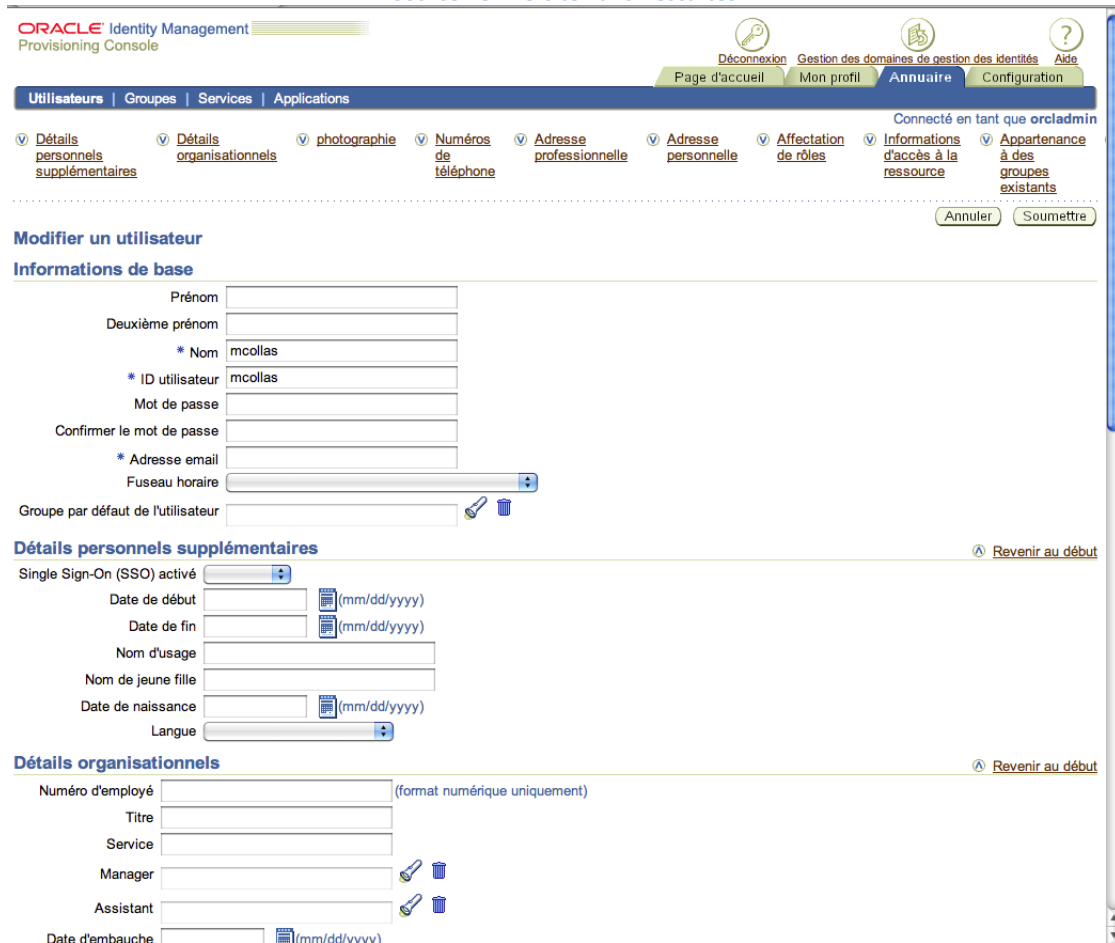 ORACLE Identity Management
Provisioning Console
Déconnexion Gestion des domaines de gestion des identités Aide
Page d'accueil Mon profil Annuaire Configuration
Utilisateurs | Groupes | Services | Applications
Connecté en tant que orcladmin
Détails personnels supplémentaires
Détails organisationnels
photographie
Numéros de téléphone
Adresse professionnelle
Adresse personnelle
Affectation de rôles
Informations d'accès à la ressource
Appartenance à des groupes existants
Annuler Soumettre
Modifier un utilisateur
Informations de base
Prénom
Deuxième prénom
* Nom mcollas
* ID utilisateur mcollas
Mot de passe
Confirmer le mot de passe
* Adresse email
Fuseau horaire
Groupe par défaut de l'utilisateur
Détails personnels supplémentaires Revenir au début
Single Sign-On (SSO) activé
Date de début (mm/dd/yyyy)
Date de fin (mm/dd/yyyy)
Nom d'usage
Nom de jeune fille
Date de naissance (mm/dd/yyyy)
Langue
Détails organisationnels Revenir au début
Numéro d'employé (format numérique uniquement)
Titre
Service
Manager
Assistant
Date d'embauche (mm/dd/yyyy)